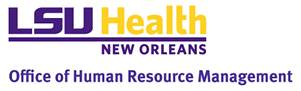 LSU Health
NEW ORLEANS
Office of Human Resource Management